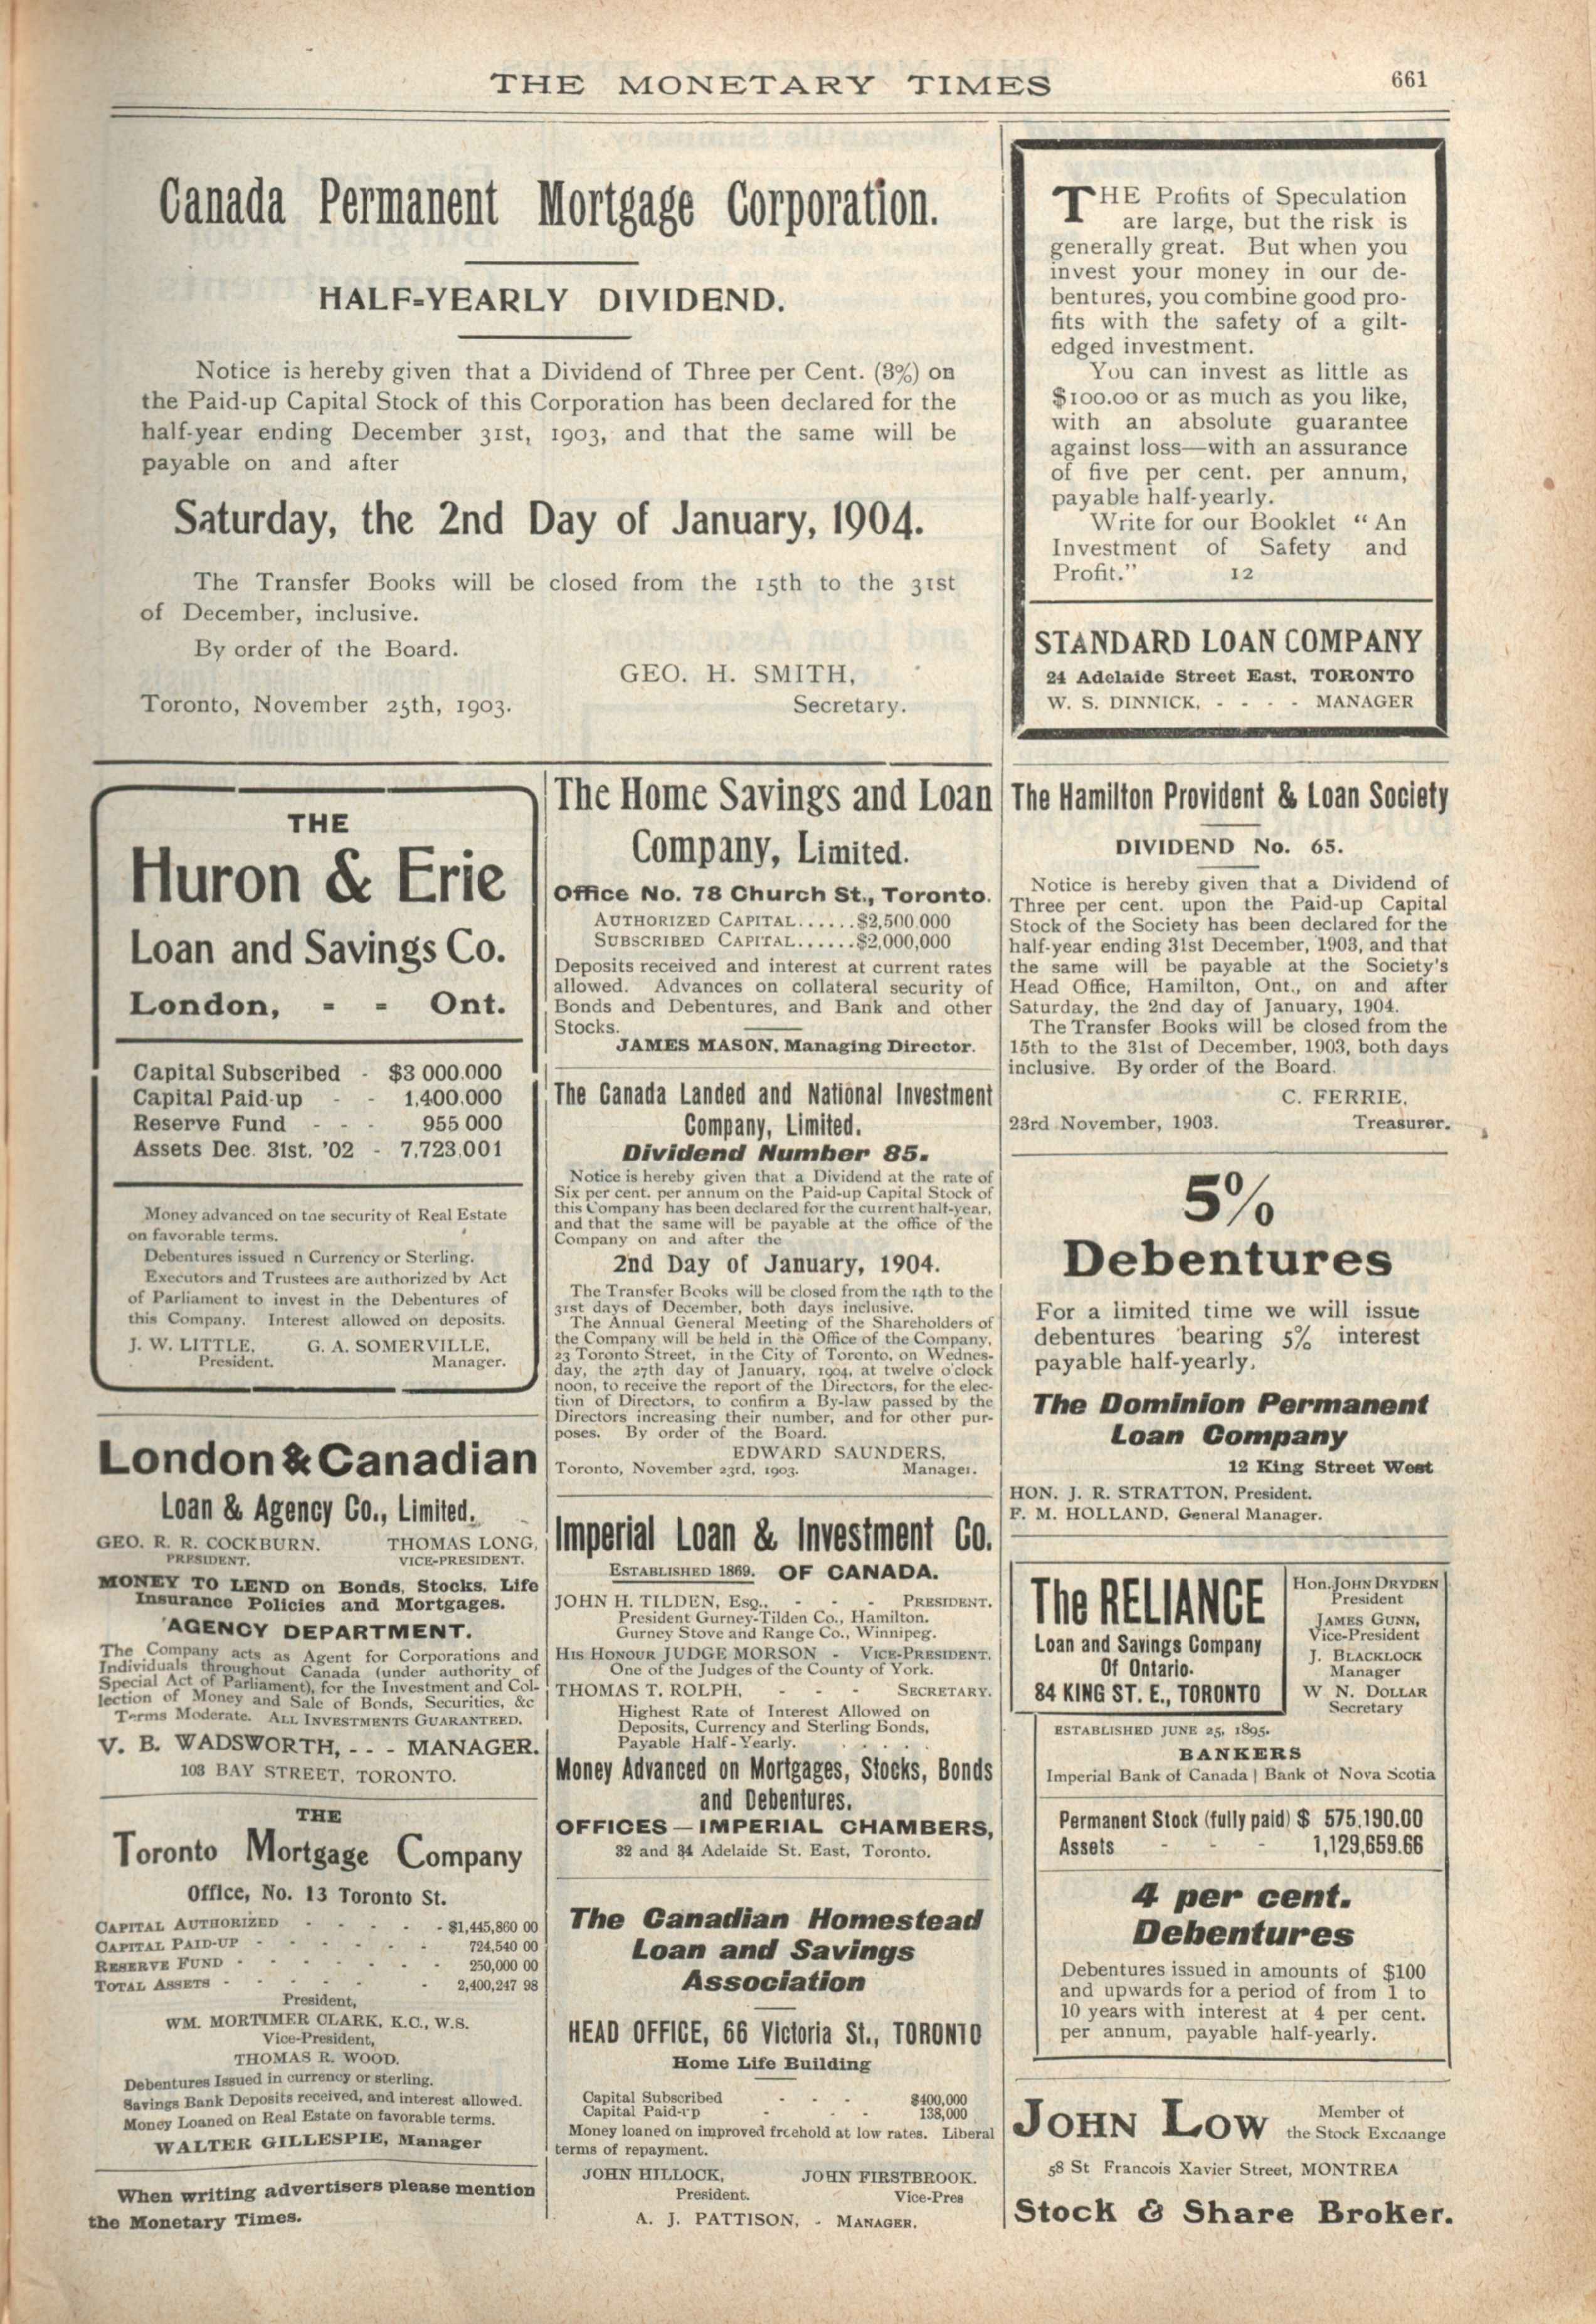 THE MONETARY TIMES
661
Canada Permanent Mortgage Corporation.
HALF-YEARLY DIVIDEND.
Notice is hereby given that a Dividend of Three per Cent. (3%) on
the Paid-up Capital Stock of this Corporation has been declared for the
half-year ending December 31st, 1903, and that the same will be
payable on and after
Saturday, the 2nd Day of January, 1904.
The Transfer Books will be closed from the 15th to the 31st
of December, inclusive.
By order of the Board.
GEO. H. SMITH,
Toronto, November 25th, 1903. Secretary.
THE Profits of Speculation
are large, but the risk is
generally great. But when you
invest your money in our de-
bentures, you combine good pro-
fits with the safety of a gilt-
edged investment.
You can invest as little as
$100.00 or as much as you like,
with an absolute guarantee
against loss—with an assurance
of five per cent. per annum,
payable half-yearly.
Write for our Booklet “An
Investment of Safety and
Profit.” 12
STANDARD LOAN COMPANY
24 Adelaide Street East, TORONTO
W. S. DINNICK, - - - - MANAGER
THE
Huron & Erie
Loan and Savings Co.
London, - - Ont.
Capital Subscribed - $3 000.000
Capital Paid-up - - 1,400.000
Reserve Fund - - - 955 000
Assets Dec. 31st, '02 - 7,723,001
Money advanced on the security of Real Estate
on favorable terms.
Debentures issued n Currency or Sterling.
Executors and Trustees are authorized by Act
of Parliament to invest in the Debentures of
this Company. Interest allowed on deposits.
J. W. LITTLE, G. A. SOMERVILLE,
President. Manager.
London & Canadian
Loan & Agency Co., Limited.
GEO. R. R. COCKBURN. THOMAS LONG,
PRESIDENT. VICE-PRESIDENT.
MONEY TO LEND on Bonds, Stocks, Life
Insurance Policies and Mortgages.
AGENCY DEPARTMENT.
The Company acts as Agent for Corporations and
Individuals throughout Canada (under authority of
Special Act of Parliament), for the Investment and Col-
lection of Money and Sale of Bonds, Securities, &c
Terms Moderate. ALL INVESTMENTS GUARANTEED.
V. B. WADSWORTH, - - - MANAGER.
103 BAY STREET, TORONTO.
THE
Toronto Mortgage Company
Office, No. 13 Toronto St.
CAPITAL AUTHORIZED - - - - - $1,445,860 00
CAPITAL PAID-UP - - - - - - 724,540 00
RESERVE FUND - - - - - - - 250,000 00
TOTAL ASSETS - - - - - 2,400,247 98
President,
WM. MORTIMER CLARK, K.C., W.S.
Vice-President,
THOMAS R. WOOD.
Debentures Issued in currency or sterling.
Savings Bank Deposits received, and interest allowed.
Money Loaned on Real Estate on favorable terms.
WALTER GILLESPIE, Manager
When writing advertisers please mention
the Monetary Times.
The Home Savings and Loan
Company, Limited.
Office No. 78 Church St., Toronto.
AUTHORIZED CAPITAL......$2,500,000
SUBSCRIBED CAPITAL......$2,000,000
Deposits received and interest at current rates
allowed. Advances on collateral security of
Bonds and Debentures, and Bank and other
Stocks.
JAMES MASON, Managing Director.
The Canada Landed and National Investment
Company, Limited.
Dividend Number 85.
Notice is hereby given that a Dividend at the rate of
Six per cent. per annum on the Paid-up Capital Stock of
this Company has been declared for the current half-year,
and that the same will be payable at the office of the
Company on and after the
2nd Day of January, 1904.
The Transfer Books will be closed from the 14th to the
31st days of December, both days inclusive.
The Annual General Meeting of the Shareholders of
the Company will be held in the Office of the Company,
23 Toronto Street, in the City of Toronto, on Wednes-
day, the 27th day of January, 1904, at twelve o'clock
noon, to receive the report of the Directors, for the elec-
tion of Directors, to confirm a By-law passed by the
Directors increasing their number, and for other pur-
poses. By order of the Board.
EDWARD SAUNDERS,
Toronto, November 23rd, 1903. Manager.
Imperial Loan & Investment Co.
ESTABLISHED 1869. OF CANADA.
JOHN H. TILDEN, ESQ., - - - PRESIDENT.
President Gurney-Tilden Co., Hamilton.
Gurney Stove and Range Co., Winnipeg.
HIS HONOUR JUDGE MORSON - VICE-PRESIDENT.
One of the Judges of the County of York.
THOMAS T. ROLPH, - - - SECRETARY.
Highest Rate of Interest Allowed on
Deposits, Currency and Sterling Bonds,
Payable Half-Yearly. . . . . .
Money Advanced on Mortgages, Stocks, Bonds
and Debentures.
OFFICES — IMPERIAL CHAMBERS,
32 and 34 Adelaide St. East, Toronto.
The Canadian Homestead
Loan and Savings
Association
HEAD OFFICE, 66 Victoria St., TORONTO
Home Life Building
Capital Subscribed - - $400,000
Capital Paid-up - - - 138,000
Money loaned on improved freehold at low rates. Liberal
terms of repayment.
JOHN HILLOCK, JOHN FIRSTBROOK.
President. Vice-Pres
A. J. PATTISON, - MANAGER.
The Hamilton Provident & Loan Society
DIVIDEND No. 65.
Notice is hereby given that a Dividend of
Three per cent. upon the Paid-up Capital
Stock of the Society has been declared for the
half-year ending 31st December, 1903, and that
the same will be payable at the Society's
Head Office, Hamilton, Ont., on and after
Saturday, the 2nd day of January, 1904.
The Transfer Books will be closed from the
15th to the 31st of December, 1903, both days
inclusive. By order of the Board.
C. FERRIE,
23rd November, 1903. Treasurer.
5%
Debentures
For a limited time we will issue
debentures bearing 5% interest
payable half-yearly.
The Dominion Permanent
Loan Company
12 King Street West
HON. J. R. STRATTON, President.
F. M. HOLLAND, General Manager.
The RELIANCE
Loan and Savings Company
Of Ontario.
84 KING ST. E., TORONTO
Hon. JOHN DRYDEN
President
JAMES GUNN,
Vice-President
J. BLACKLOCK
Manager
W N. DOLLAR
Secretary
ESTABLISHED JUNE 25, 1895.
BANKERS
Imperial Bank of Canada | Bank of Nova Scotia
Permanent Stock (fully paid) $ 575,190.00
Assets - - - 1,129,659.66
4 per cent.
Debentures
Debentures issued in amounts of $100
and upwards for a period of from 1 to
10 years with interest at 4 per cent.
per annum, payable half-yearly.
JOHN LOW
Member of
the Stock Exchange
58 St Francois Xavier Street, MONTREA
Stock & Share Broker.